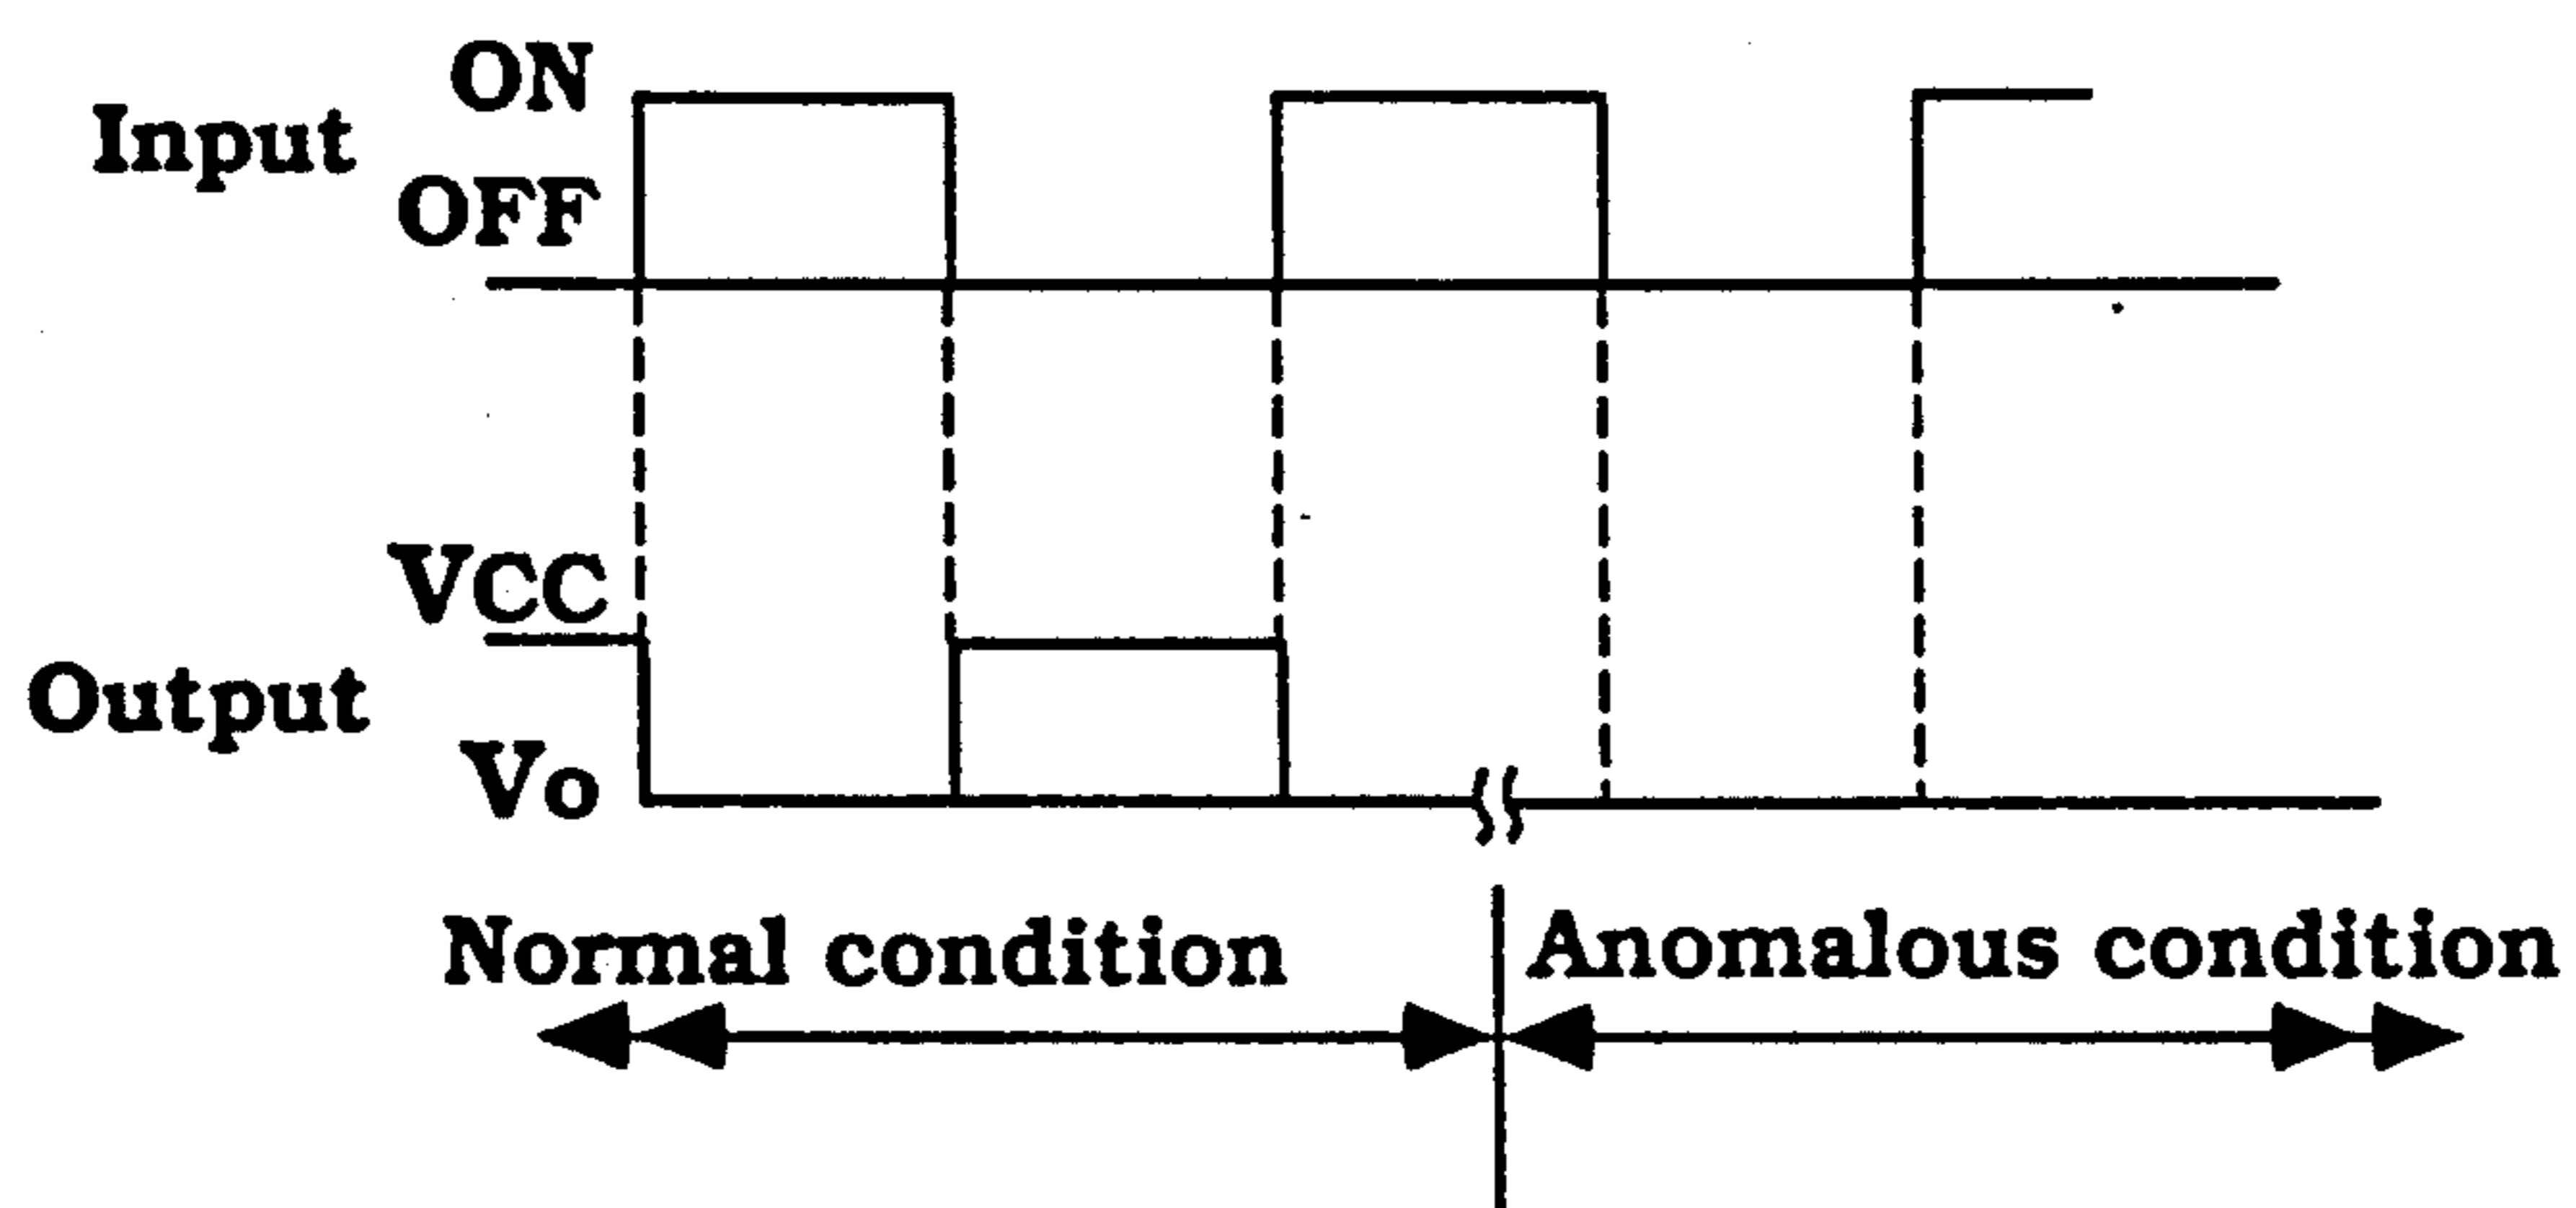 ON
Input
OFF
VCC
Output
Vo
Normal condition
Anomalous condition